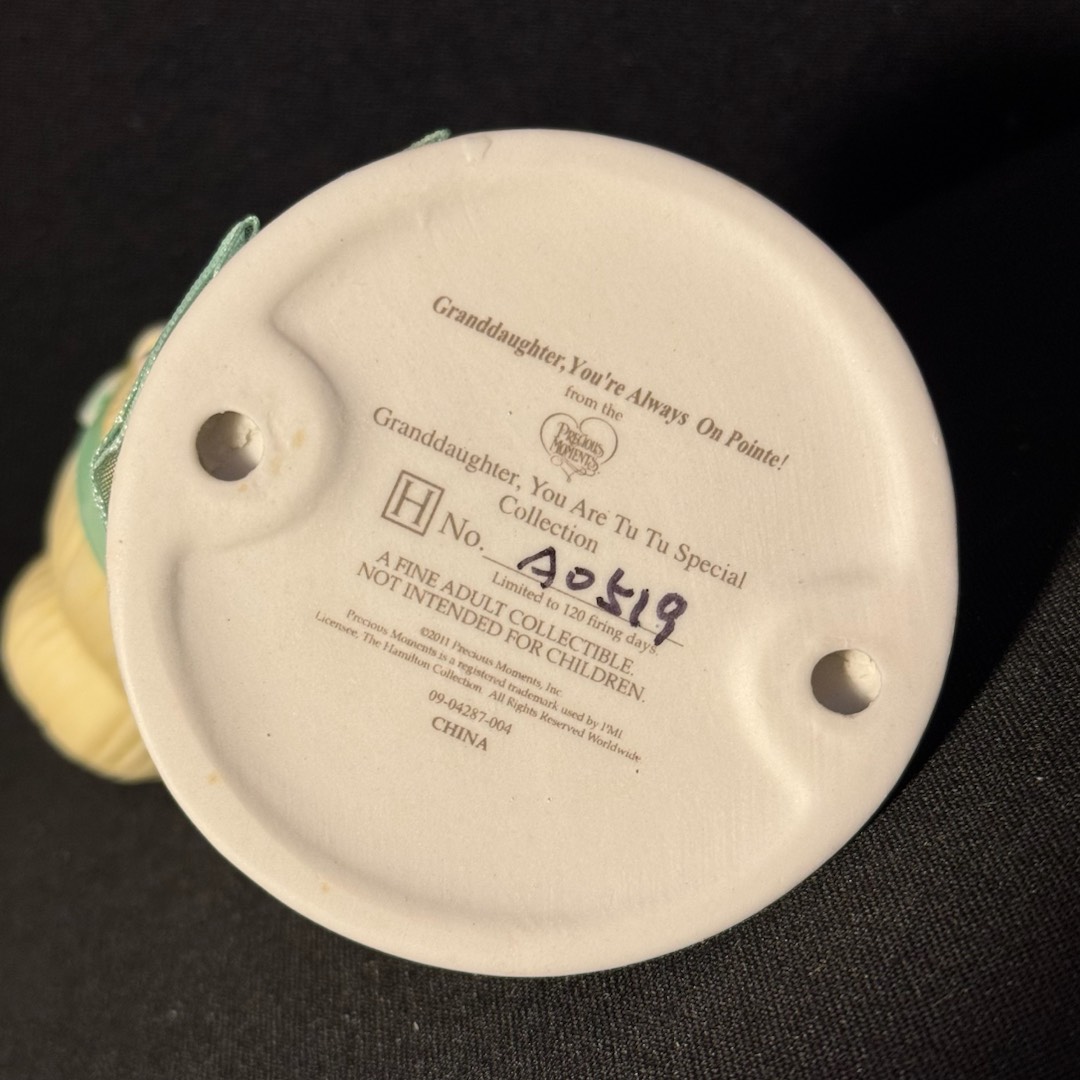 Granddaughter, You're Always On Pointe!
from the
PRECIOUS
MOMENTS
Granddaughter, You Are Tu Tu Special
Collection
H No. A0519
Limited to 120 firing days.
A FINE ADULT COLLECTIBLE.
NOT INTENDED FOR CHILDREN.
©2011 Precious Moments, Inc.
Precious Moments is a registered trademark used by PMI.
Licensee, The Hamilton Collection. All Rights Reserved Worldwide.
09-04287-004
CHINA